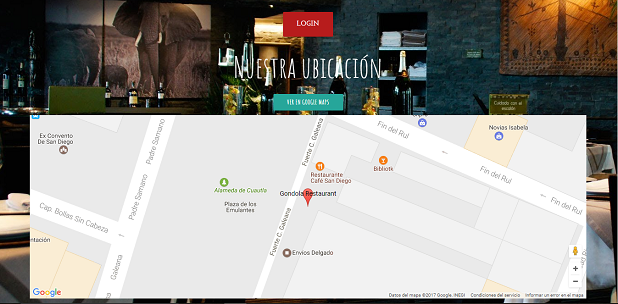 LOGIN
NUESTRA UBICACIÓN
VER EN GOOGLE MAPS
Cuidado con el
escalón
Ex Convento
De San Diego
Padre Samano
Padre Samano
Fuerte C. Galeana
Fin del Rul
Novias Isabela
Restaurante
Café San Diego
Bibliotk
Fin del Rul
Fin del Rul
Alameda de Cuautla
Gondola Restaurant
Plaza de los
Emulantes
Cap. Bollas Sin Cabeza
Fuerte C. Galeana
Envios Delgado
entación
Galeana
Google
Datos del mapa ©2017 Google, INEGI
Condiciones del servicio
Informar un error en el mapa